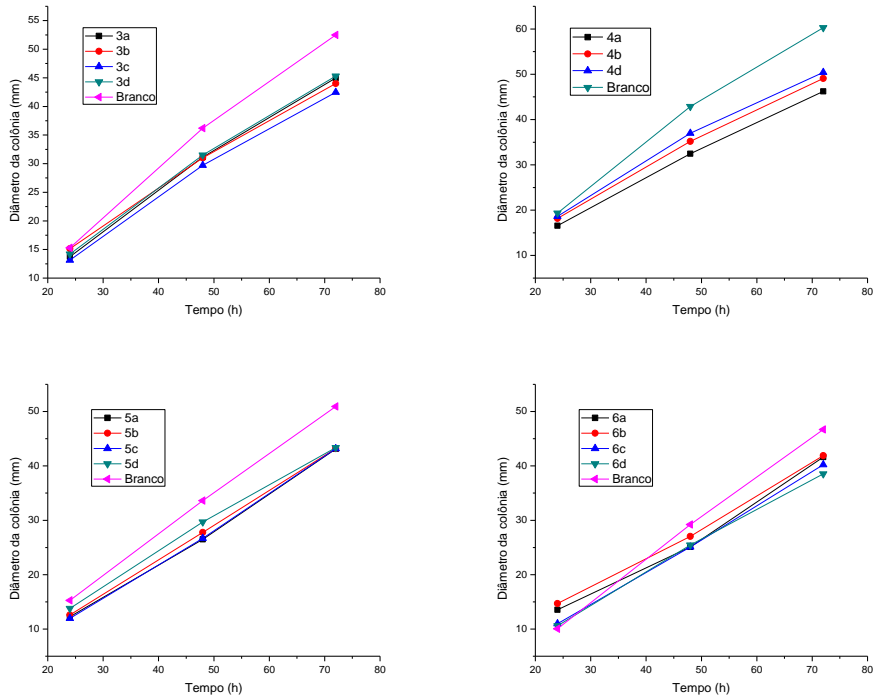 55
50
45
40
35
30
25
20
15
10
Diâmetro da colônia (mm)
3a
3b
3c
3d
Branco
20 30 40 50 60 70 80
Tempo (h)
60
50
40
30
20
10
Diâmetro da colônia (mm)
4a
4b
4d
Branco
20 30 40 50 60 70 80
Tempo (h)
50
40
30
20
10
Diâmetro da colônia (mm)
5a
5b
5c
5d
Branco
20 30 40 50 60 70 80
Tempo (h)
50
40
30
20
10
Diâmetro da colônia (mm)
6a
6b
6c
6d
Branco
20 30 40 50 60 70 80
Tempo (h)